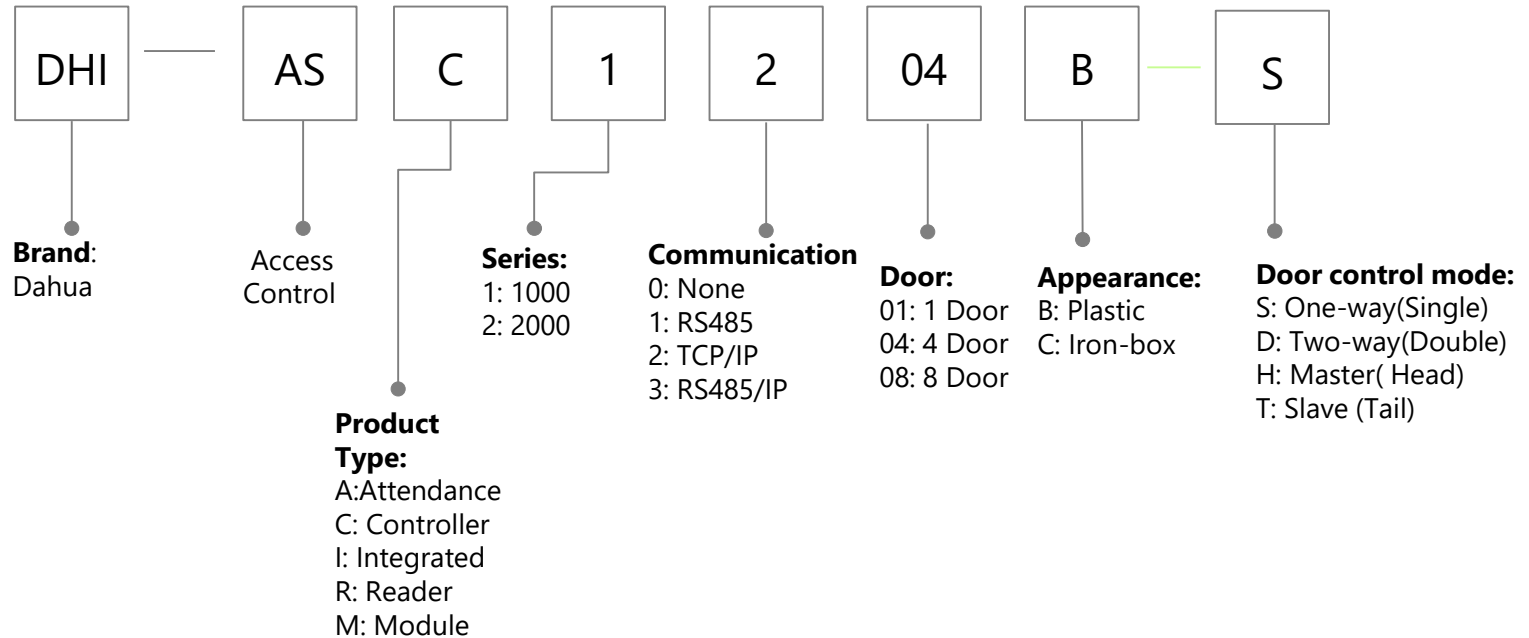 DHI AS C 1 2 04 B S
Brand:
Dahua
Access
Control
Product
Type:
A:Attendance
C: Controller
I: Integrated
R: Reader
M: Module
Series:
1: 1000
2: 2000
Communication
0: None
1: RS485
2: TCP/IP
3: RS485/IP
Door:
01: 1 Door
04: 4 Door
08: 8 Door
Appearance:
B: Plastic
C: Iron-box
Door control mode:
S: One-way(Single)
D: Two-way(Double)
H: Master( Head)
T: Slave (Tail)